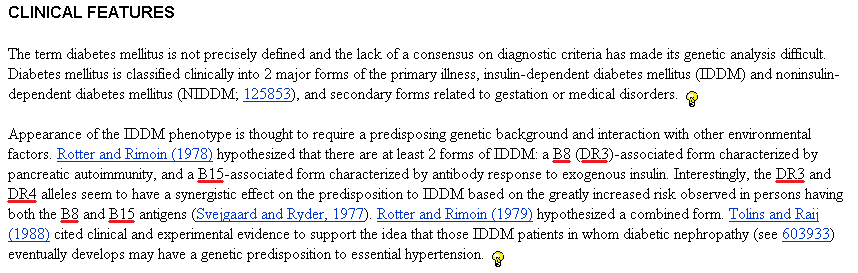 CLINICAL FEATURES
The term diabetes mellitus is not precisely defined and the lack of a consensus on diagnostic criteria has made its genetic analysis difficult.
Diabetes mellitus is classified clinically into 2 major forms of the primary illness, insulin-dependent diabetes mellitus (IDDM) and noninsulin-
dependent diabetes mellitus (NIDDM; 125853), and secondary forms related to gestation or medical disorders.
Appearance of the IDDM phenotype is thought to require a predisposing genetic background and interaction with other environmental
factors. Rotter and Rimoin (1978) hypothesized that there are at least 2 forms of IDDM: a B8 (DR3)-associated form characterized by
pancreatic autoimmunity, and a B15-associated form characterized by antibody response to exogenous insulin. Interestingly, the DR3 and
DR4 alleles seem to have a synergistic effect on the predisposition to IDDM based on the greatly increased risk observed in persons having
both the B8 and B15 antigens (Svejgaard and Ryder, 1977). Rotter and Rimoin (1979) hypothesized a combined form. Tolins and Raij
(1988) cited clinical and experimental evidence to support the idea that those IDDM patients in whom diabetic nephropathy (see 603933)
eventually develops may have a genetic predisposition to essential hypertension.